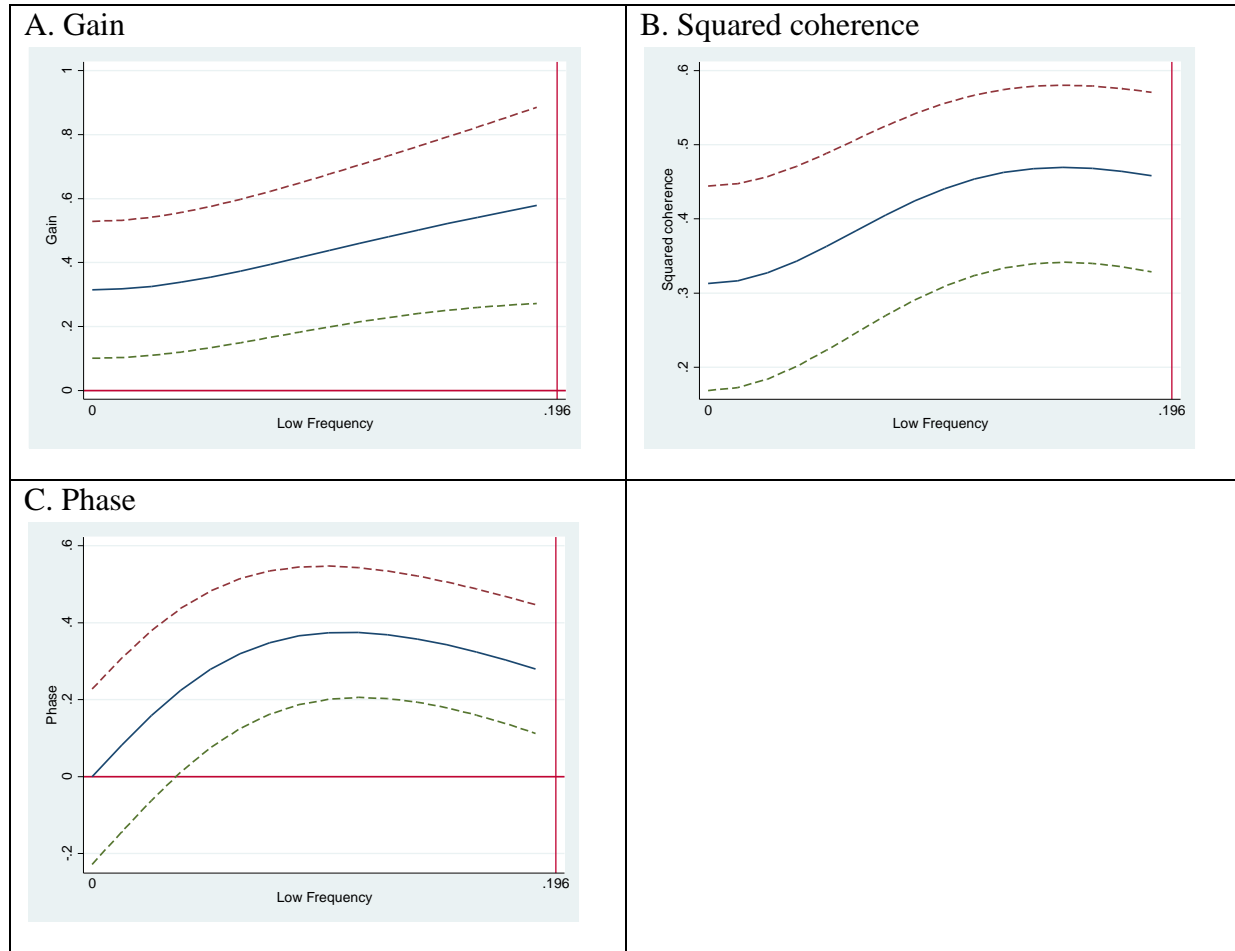 A. Gain
1
.8
.6
.4
.2
0
Gain
0
.196
Low Frequency
B. Squared coherence
.6
.5
.4
.3
.2
Squared coherence
0
.196
Low Frequency
C. Phase
.6
.4
.2
0
-.2
Phase
0
.196
Low Frequency